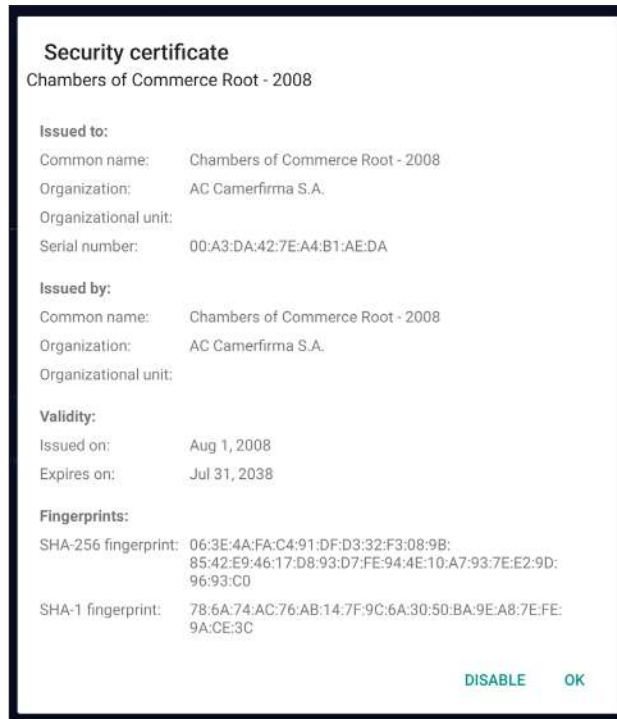 Security certificate
Chambers of Commerce Root - 2008
Issued to:
Common name: Chambers of Commerce Root - 2008
Organization: AC Camerfirma S.A.
Organizational unit:
Serial number: 00:A3:DA:42:7E:A4:B1:AE:DA
Issued by:
Common name: Chambers of Commerce Root - 2008
Organization: AC Camerfirma S.A.
Organizational unit:
Validity:
Issued on: Aug 1, 2008
Expires on: Jul 31, 2038
Fingerprints:
SHA-256 fingerprint: 06:3E:4A:FA:C4:91:DF:D3:32:F3:08:9B:
85:42:E9:46:17:D8:93:D7:FE:94:4E:10:A7:93:7E:E2:9D:
96:93:C0
SHA-1 fingerprint: 78:6A:74:AC:76:AB:14:7F:9C:6A:30:50:BA:9E:A8:7E:FE:
9A:CE:3C
DISABLE OK